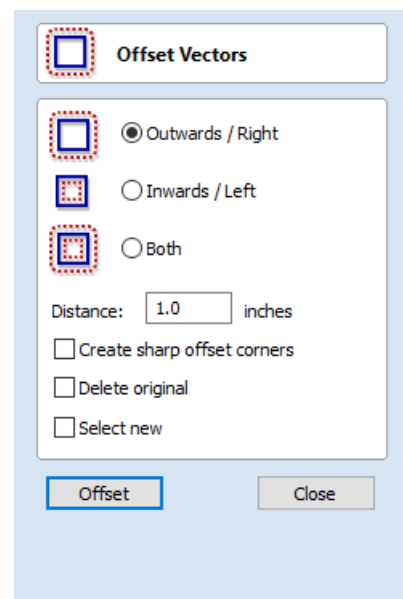 Offset Vectors
Outwards / Right
Inwards / Left
Both
Distance: 1.0 inches
Create sharp offset corners
Delete original
Select new
Offset Close